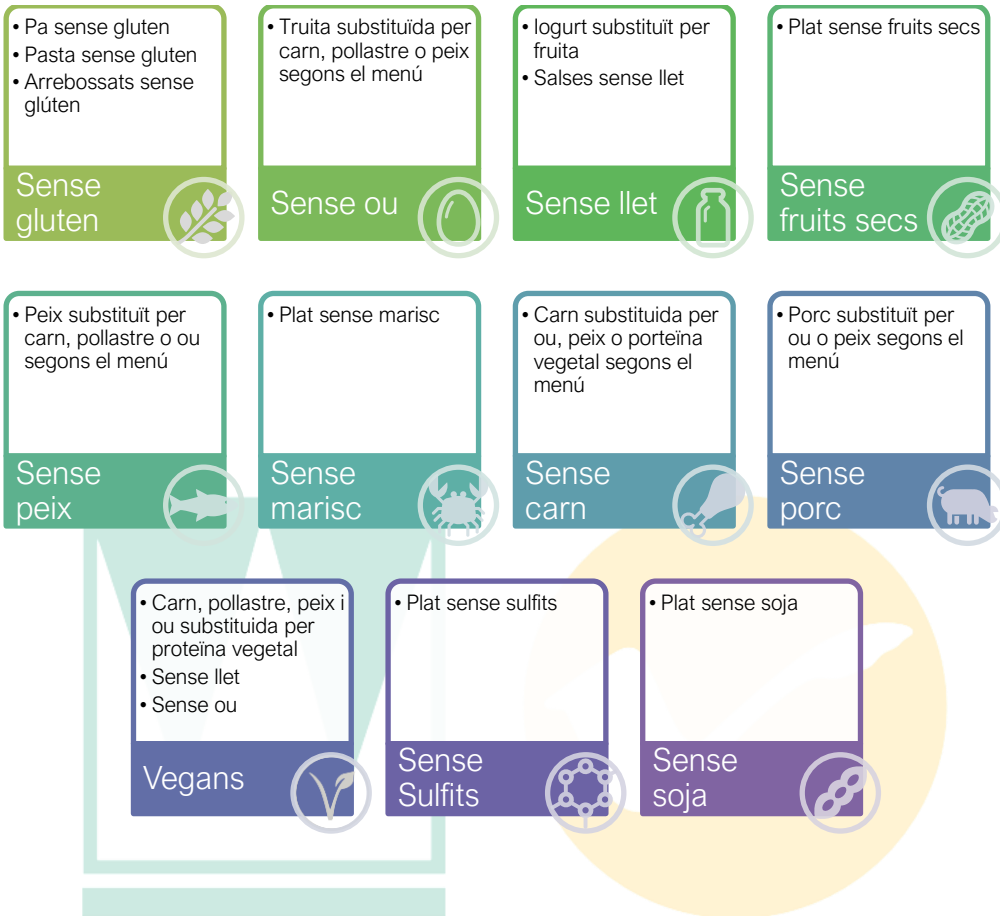 • Pa sense gluten
• Pasta sense gluten
• Arrebossats sense
glúten
Sense
gluten
• Truita substituïda per
carn, pollastre o peix
segons el menú
Sense ou
• Iogurt substituït per
fruita
• Salses sense llet
Sense llet
• Plat sense fruits secs
Sense
fruits secs
• Peix substituït per
carn, pollastre o ou
segons el menú
Sense
peix
• Plat sense marisc
Sense
marisc
• Carn substituida per
ou, peix o porteïna
vegetal segons el
menú
Sense
carn
• Porc substituït per
ou o peix segons el
menú
Sense
porc
• Carn, pollastre, peix i
ou substituida per
proteïna vegetal
• Sense llet
• Sense ou
Vegans
• Plat sense sulfits
Sense
Sulfits
• Plat sense soja
Sense
soja